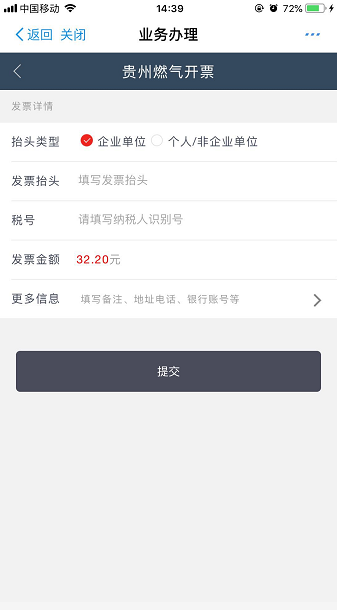 中国移动 14:39 72%
返回 关闭 业务办理
贵州燃气开票
发票详情
抬头类型 企业单位 个人/非企业单位
发票抬头 填写发票抬头
税号 请填写纳税人识别号
发票金额 32.20元
更多信息 填写备注、地址电话、银行账号等
提交